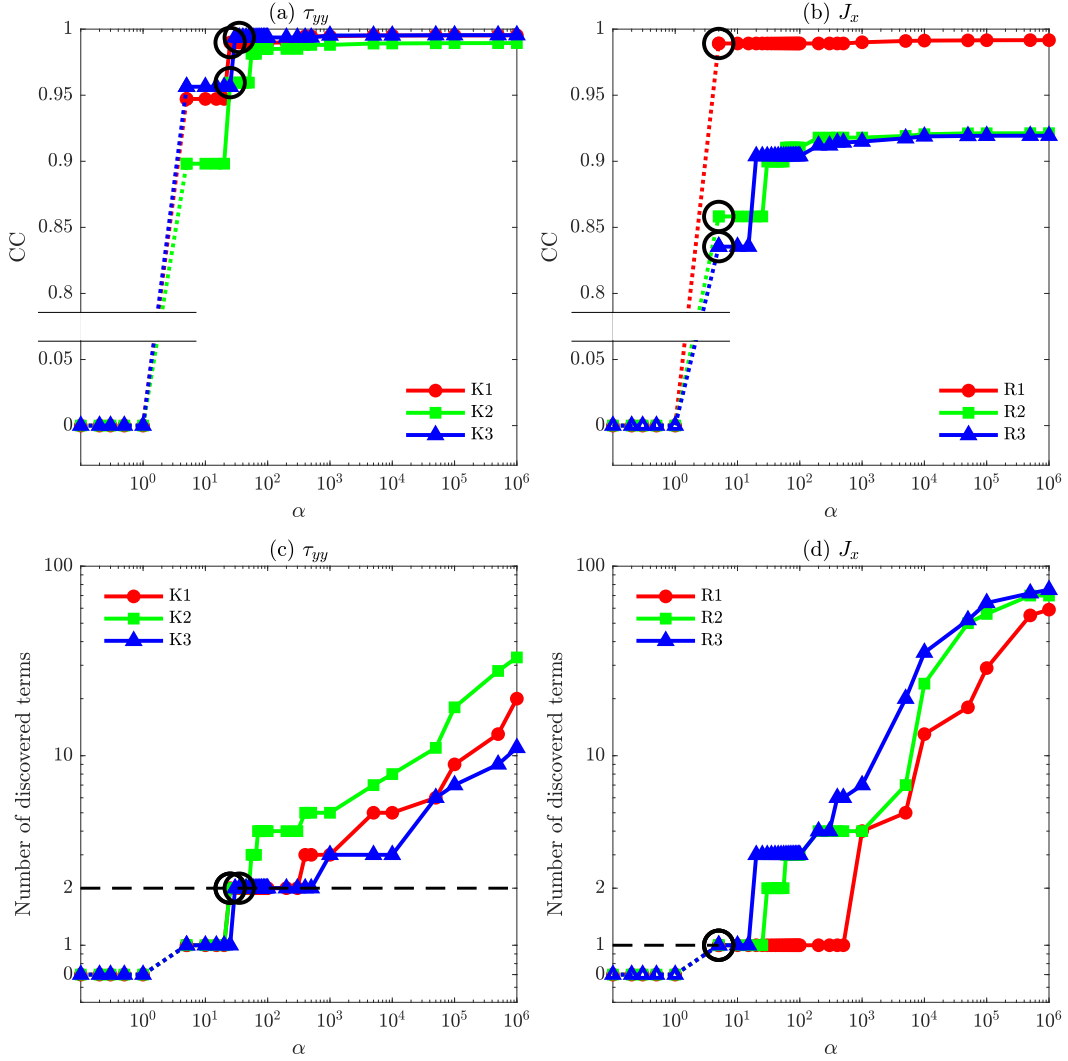 (a) τyy
CC
1
0.95
0.9
0.85
0.8
0.05
0
10^0 10^1 10^2 10^3 10^4 10^5 10^6
α
K1
K2
K3
(b) Jx
CC
1
0.95
0.9
0.85
0.8
0.05
0
10^0 10^1 10^2 10^3 10^4 10^5 10^6
α
R1
R2
R3
(c) τyy
Number of discovered terms
100
10
2
1
0
10^0 10^1 10^2 10^3 10^4 10^5 10^6
α
K1
K2
K3
(d) Jx
Number of discovered terms
100
10
2
1
0
10^0 10^1 10^2 10^3 10^4 10^5 10^6
α
R1
R2
R3